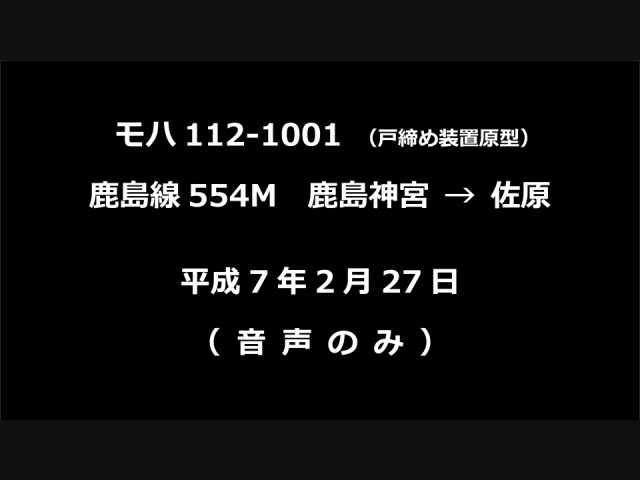 モハ 112-1001 （戸締め装置原型）
鹿島線 554M　鹿島神宮 → 佐原
平成 7 年 2 月 27 日
（ 音 声 の み ）